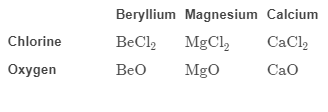 Beryllium Magnesium Calcium
Chlorine BeCl₂ MgCl₂ CaCl₂
Oxygen BeO MgO CaO